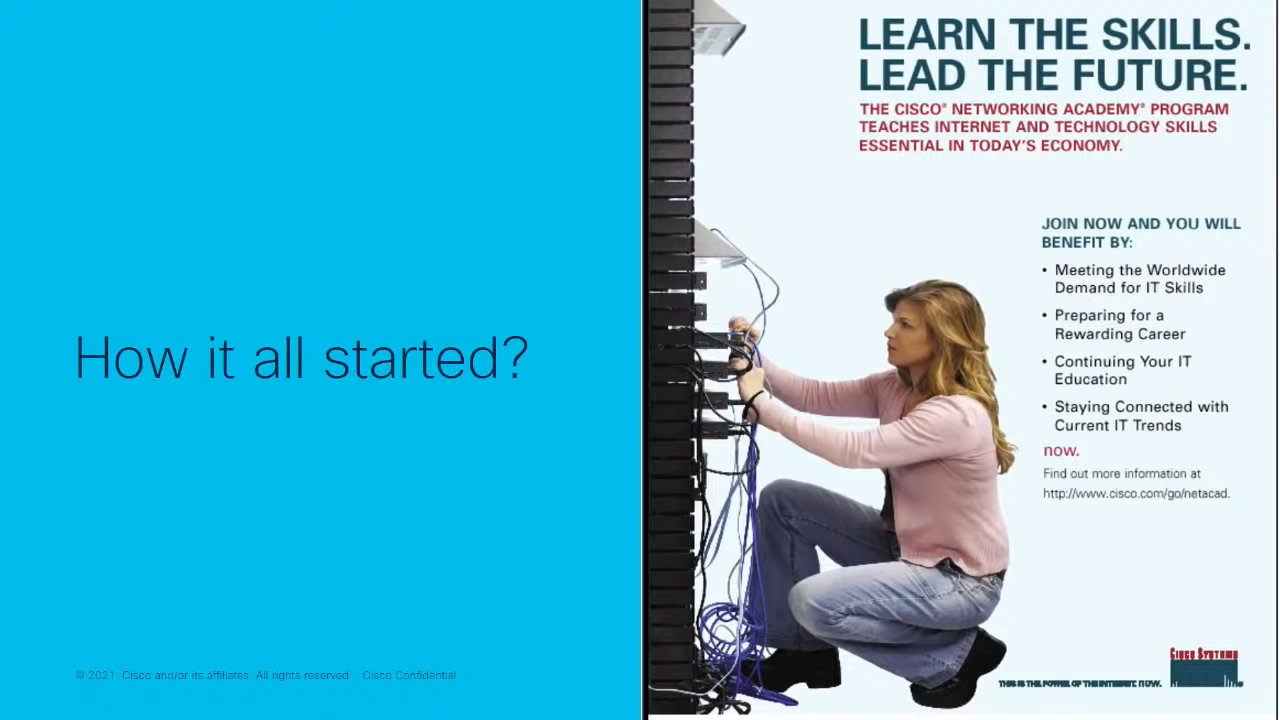 How it all started?
© 2021 Cisco and/or its affiliates. All rights reserved. Cisco Confidential
LEARN THE SKILLS.
LEAD THE FUTURE.
THE CISCO® NETWORKING ACADEMY® PROGRAM
TEACHES INTERNET AND TECHNOLOGY SKILLS
ESSENTIAL IN TODAY'S ECONOMY.
JOIN NOW AND YOU WILL
BENEFIT BY:
• Meeting the Worldwide
Demand for IT Skills
• Preparing for a
Rewarding Career
• Continuing Your IT
Education
• Staying Connected with
Current IT Trends
now.
Find out more information at
http://www.cisco.com/go/netacad.
CISCO SYSTEMS
THIS IS THE POWER OF THE INTERNET. now.